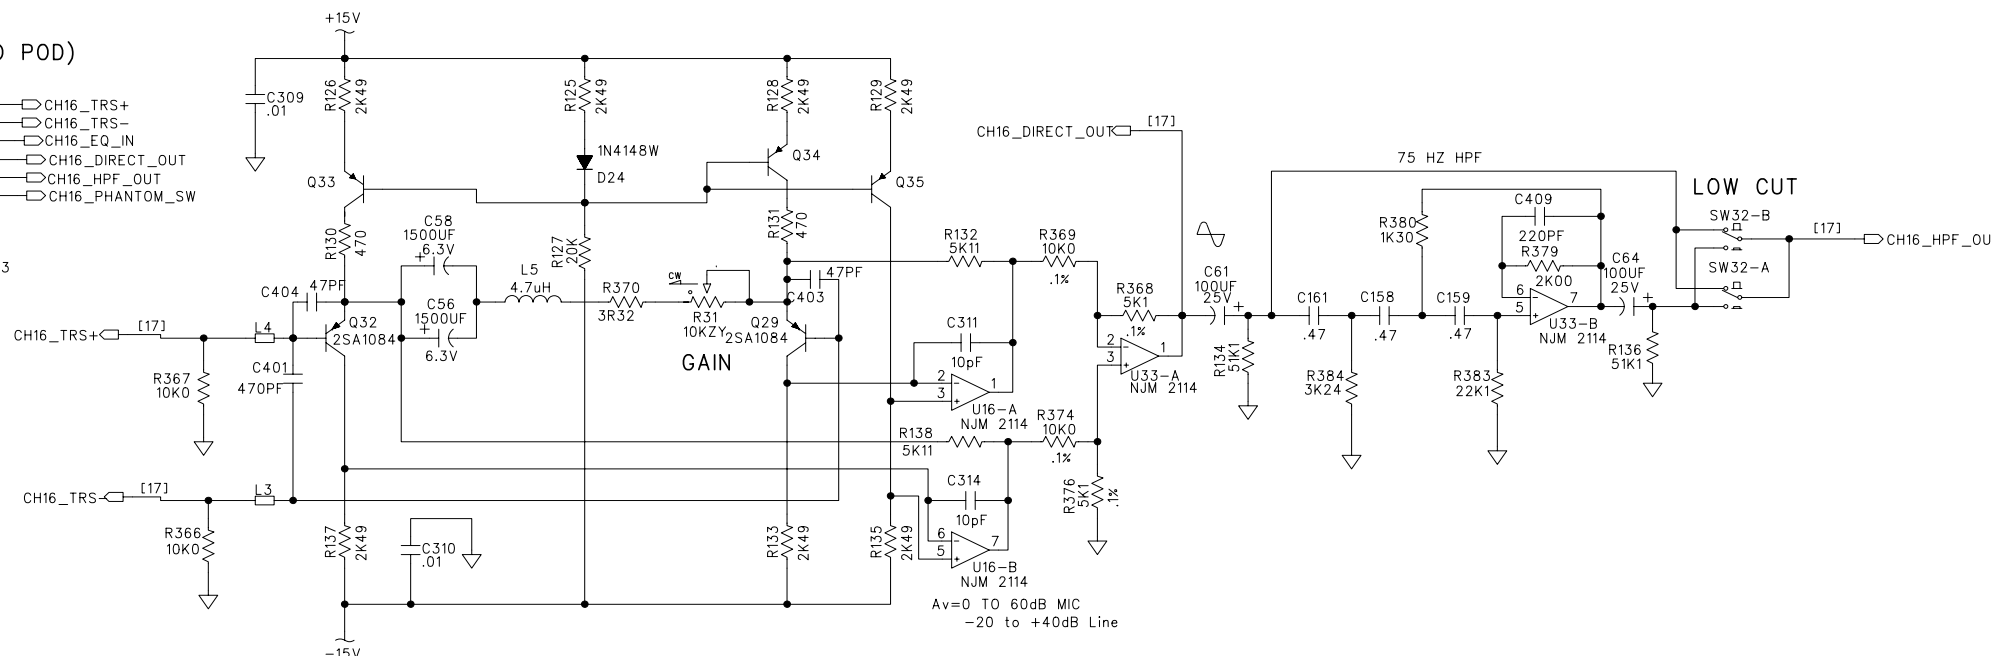 +15V
O POD)
CH16_TRS+
CH16_TRS-
CH16_EQ_IN
CH16_DIRECT_OUT
CH16_HPF_OUT
CH16_PHANTOM_SW
3
C309
.01
R126
2K49
R125
2K49
R128
2K49
R129
2K49
1N4148W
D24
Q33
Q34
Q35
R130
470
C58
1500UF
6.3V
+
R127
20K
R131
470
C404
47PF
C56
1500UF
+
6.3V
L5
4.7uH
R370
3R32
CW
R31
10KZY
GAIN
47PF
C403
Q32
2SA1084
Q29
2SA1084
CH16_TRS+
[17]
L4
R367
10K0
C401
470PF
CH16_TRS-
[17]
L3
R366
10K0
R137
2K49
C310
.01
R133
2K49
R135
2K49
-15V
R132
5K11
R369
10K0
.1%
C311
10pF
2
-
3
+
1
U16-A
NJM 2114
R138
5K11
R374
10K0
.1%
C314
10pF
6
-
5
+
7
U16-B
NJM 2114
R376
5K1
.1%
Av=0 TO 60dB MIC
-20 to +40dB Line
CH16_DIRECT_OUT
[17]
R368
5K1
.1%
2
-
3
+
1
U33-A
NJM 2114
C61
100UF
25V
+
R134
51K1
75 HZ HPF
C161
.47
C158
.47
C159
.47
R384
3K24
R383
22K1
R380
1K30
C409
220PF
R379
2K00
6
-
5
+
7
U33-B
NJM 2114
C64
100UF
25V
+
R136
51K1
LOW CUT
SW32-B
SW32-A
[17]
CH16_HPF_OU